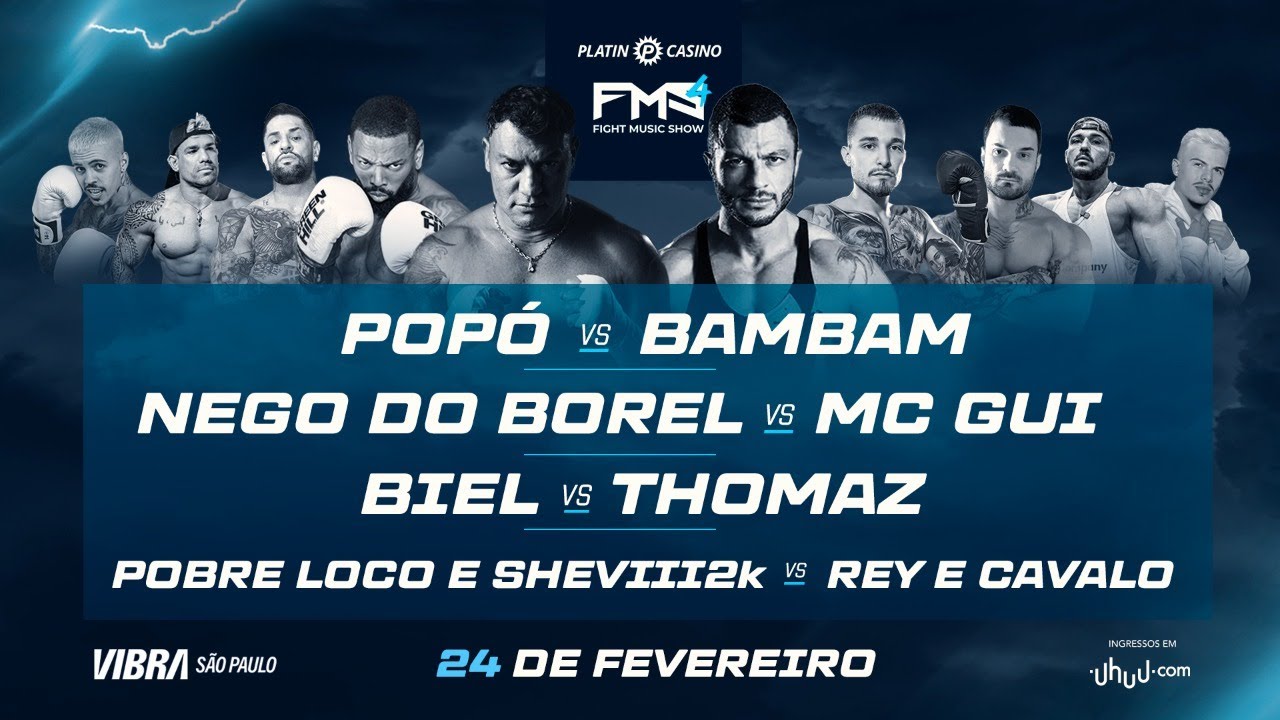 PLATIN P CASINO
FMS4
FIGHT MUSIC SHOW
POPÓ VS BAMBAM
NEGO DO BOREL VS MC GUI
BIEL VS THOMAZ
POBRE LOCO E SHEVIII2k VS REY E CAVALO
VIBRA SÃO PAULO
24 DE FEVEREIRO
INGRESSOS EM
uhuu.com